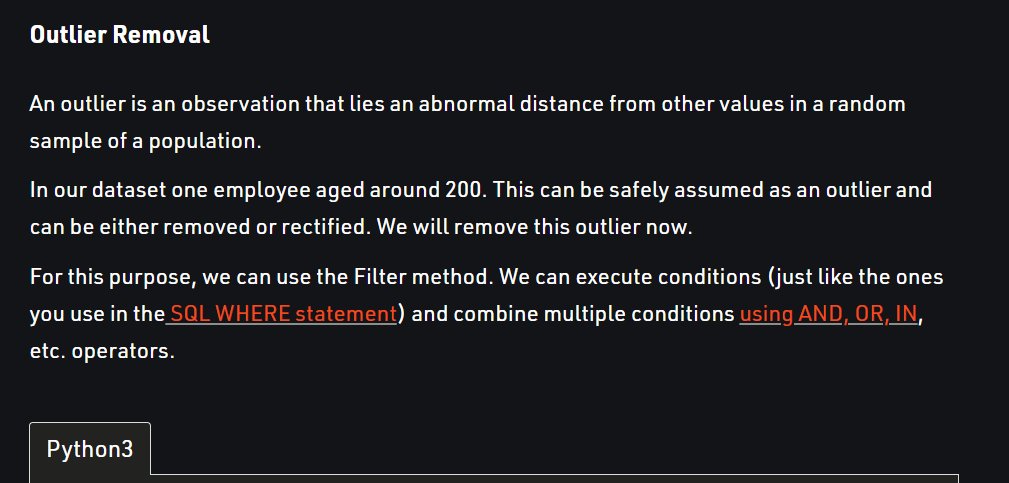 Outlier Removal
An outlier is an observation that lies an abnormal distance from other values in a random
sample of a population.
In our dataset one employee aged around 200. This can be safely assumed as an outlier and
can be either removed or rectified. We will remove this outlier now.
For this purpose, we can use the Filter method. We can execute conditions (just like the ones
you use in the SQL WHERE statement) and combine multiple conditions using AND, OR, IN,
etc. operators.
Python3